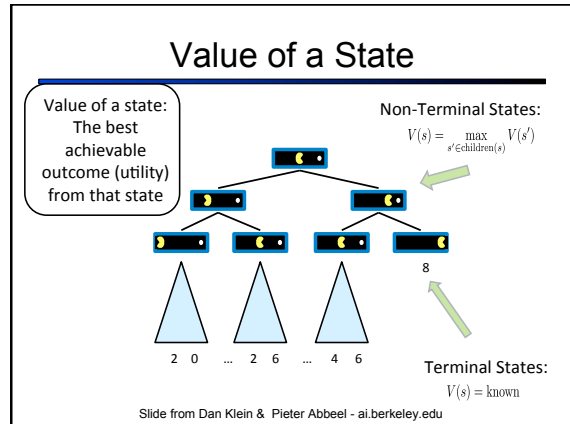 Value of a State
Value of a state:
The best
achievable
outcome (utility)
from that state
Non-Terminal States:
V(s) = max V(s′)
s′∈children(s)
8
2 0 ... 2 6 ... 4 6
Terminal States:
V(s) = known
Slide from Dan Klein & Pieter Abbeel - ai.berkeley.edu